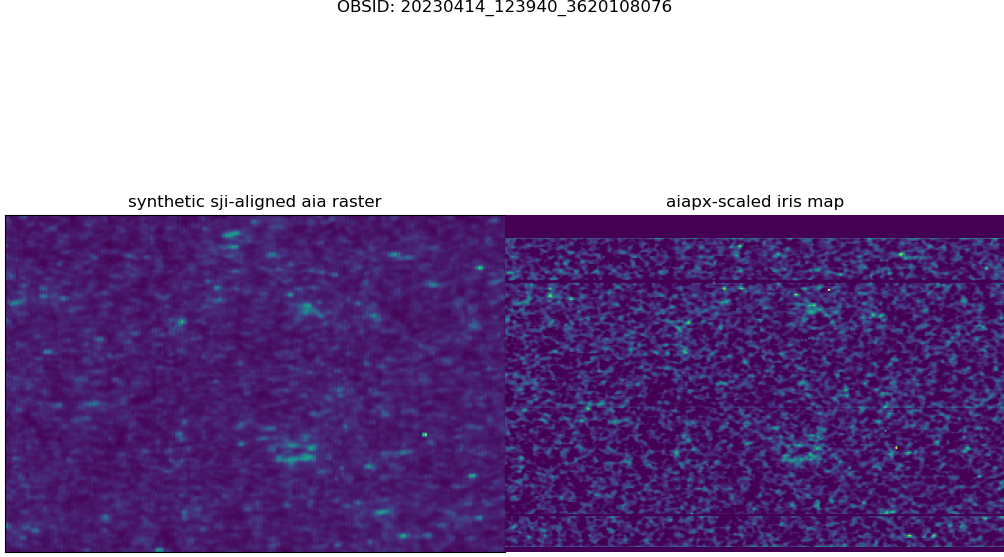 OBSID: 20230414_123940_3620108076
synthetic sji-aligned aia raster
aiapx-scaled iris map